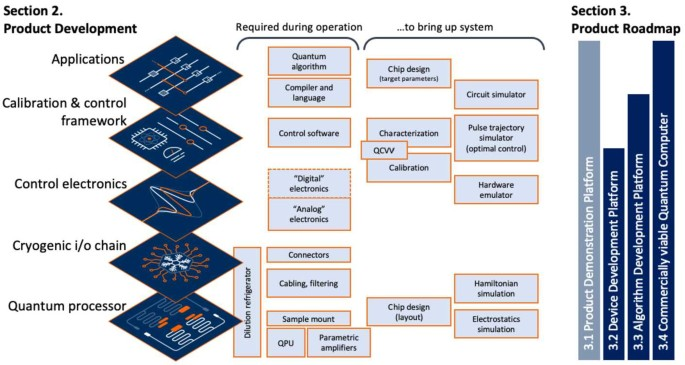 Section 2.
Product Development
Required during operation
...to bring up system
Section 3.
Product Roadmap
Applications
Quantum
algorithm
Compiler and
language
Chip design
(target parameters)
Circuit simulator
Calibration & control
framework
Control software
Characterization
QCVV
Calibration
Pulse trajectory
simulator
(optimal control)
Control electronics
"Digital"
electronics
"Analog"
electronics
Hardware
emulator
Cryogenic i/o chain
Dilution refrigerator
Connectors
Cabling, filtering
Hamiltonian
simulation
Quantum processor
Sample mount
QPU
Parametric
amplifiers
Chip design
(layout)
Electrostatics
simulation
3.1 Product Demonstration Platform
3.2 Device Development Platform
3.3 Algorithm Development Platform
3.4 Commercially viable Quantum Computer